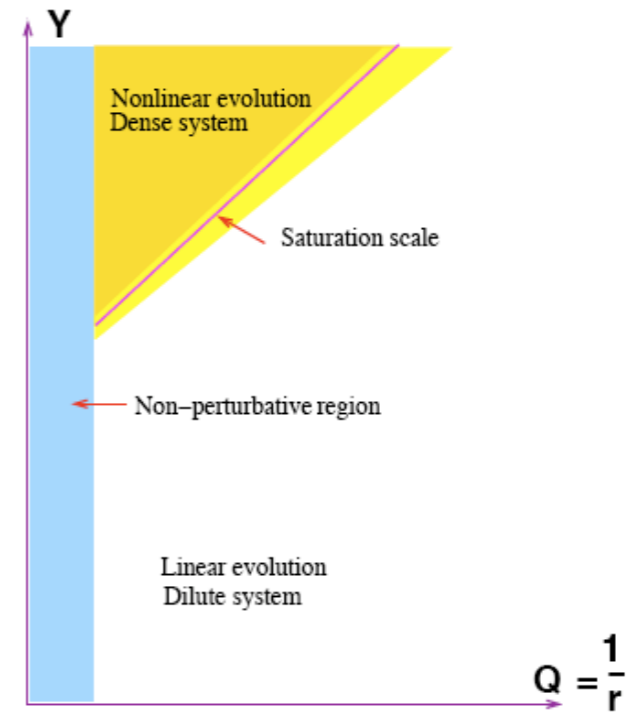 Y
Nonlinear evolution
Dense system
Saturation scale
Non–perturbative region
Linear evolution
Dilute system
Q = 1/r